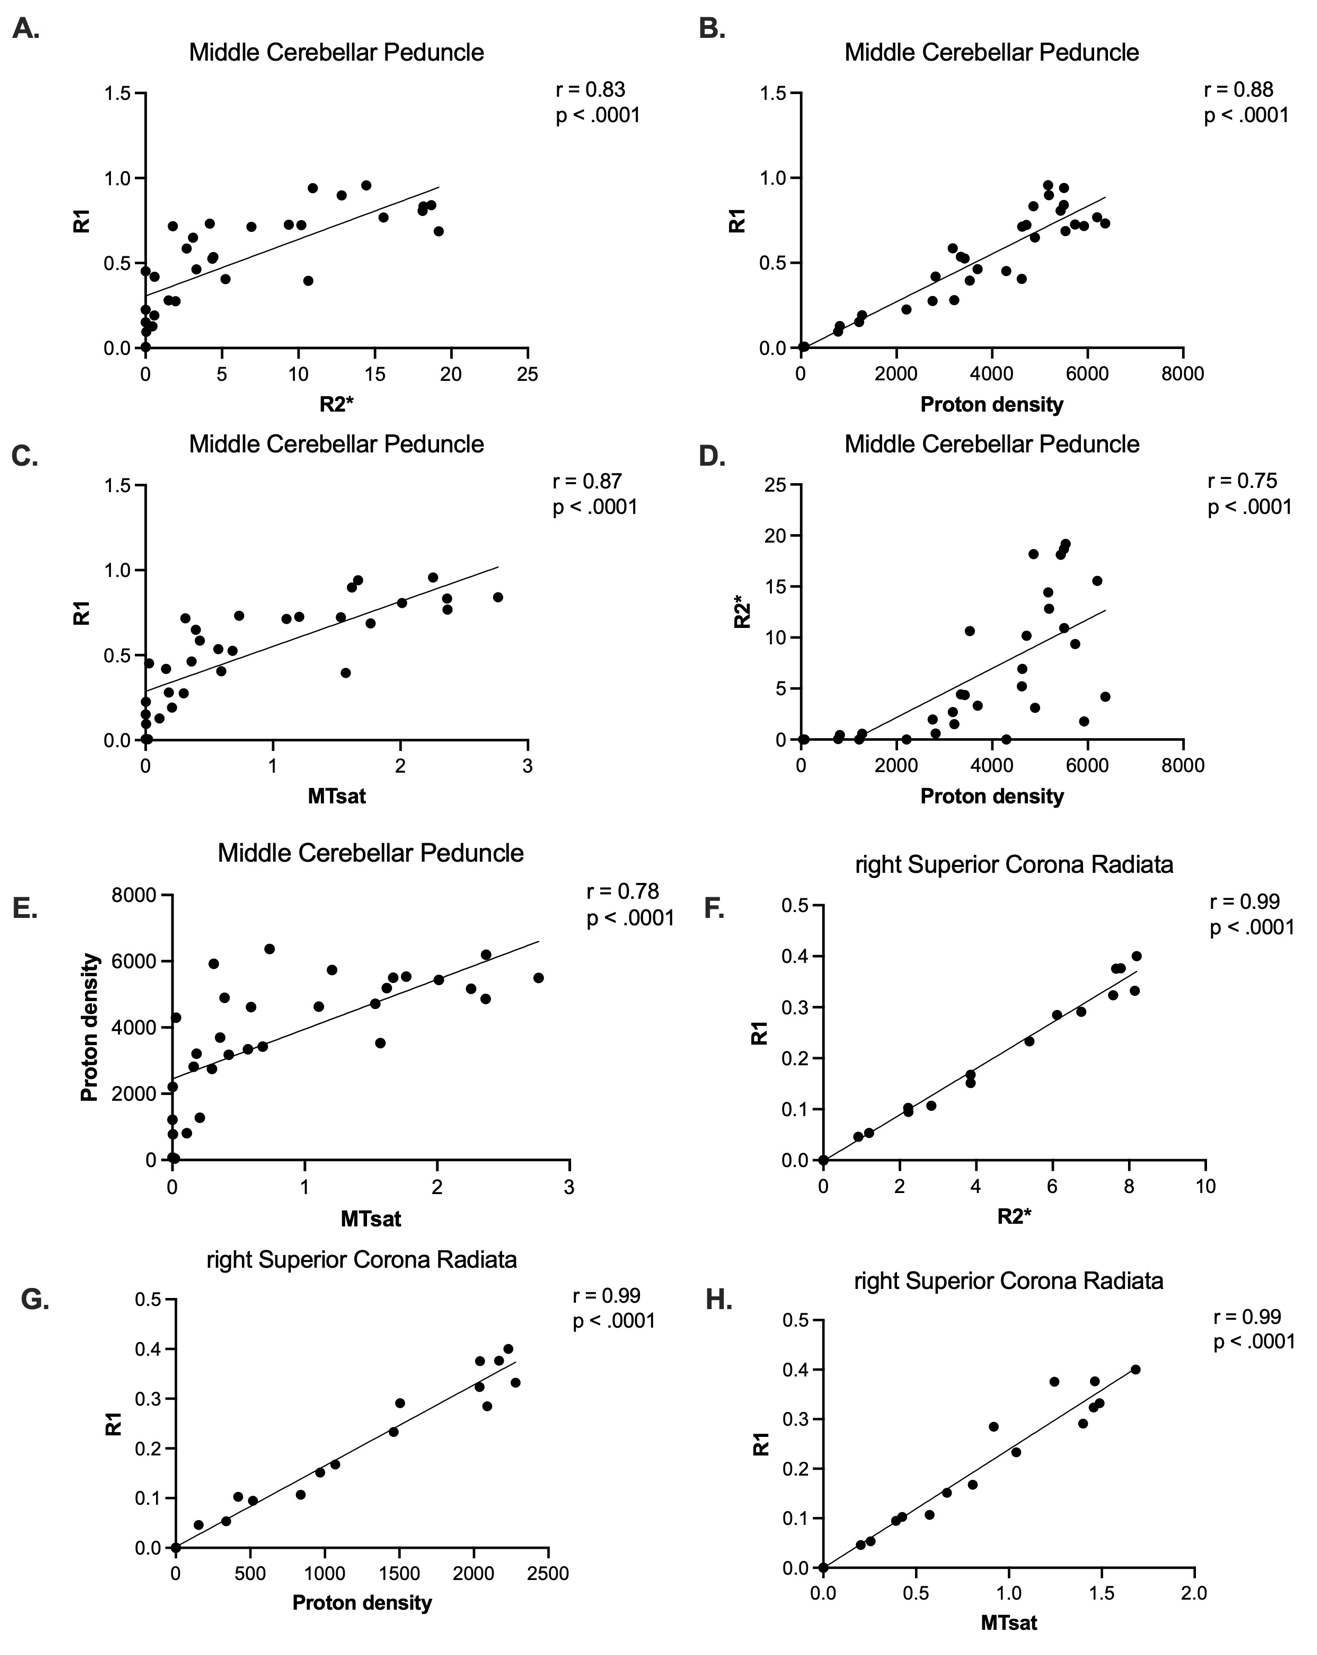 A.
Middle Cerebellar Peduncle
r = 0.83
p < .0001
1.5
1.0
0.5
0.0
R1
0 5 10 15 20 25
R2*
B.
Middle Cerebellar Peduncle
r = 0.88
p < .0001
1.5
1.0
0.5
0.0
R1
0 2000 4000 6000 8000
Proton density
C.
Middle Cerebellar Peduncle
r = 0.87
p < .0001
1.5
1.0
0.5
0.0
R1
0 1 2 3
MTsat
D.
Middle Cerebellar Peduncle
r = 0.75
p < .0001
25
20
15
10
5
0
R2*
0 2000 4000 6000 8000
Proton density
E.
Middle Cerebellar Peduncle
r = 0.78
p < .0001
8000
6000
4000
2000
0
Proton density
0 1 2 3
MTsat
F.
right Superior Corona Radiata
r = 0.99
p < .0001
0.5
0.4
0.3
0.2
0.1
0.0
R1
0 2 4 6 8 10
R2*
G.
right Superior Corona Radiata
r = 0.99
p < .0001
0.5
0.4
0.3
0.2
0.1
0.0
R1
0 500 1000 1500 2000 2500
Proton density
H.
right Superior Corona Radiata
r = 0.99
p < .0001
0.5
0.4
0.3
0.2
0.1
0.0
R1
0.0 0.5 1.0 1.5 2.0
MTsat